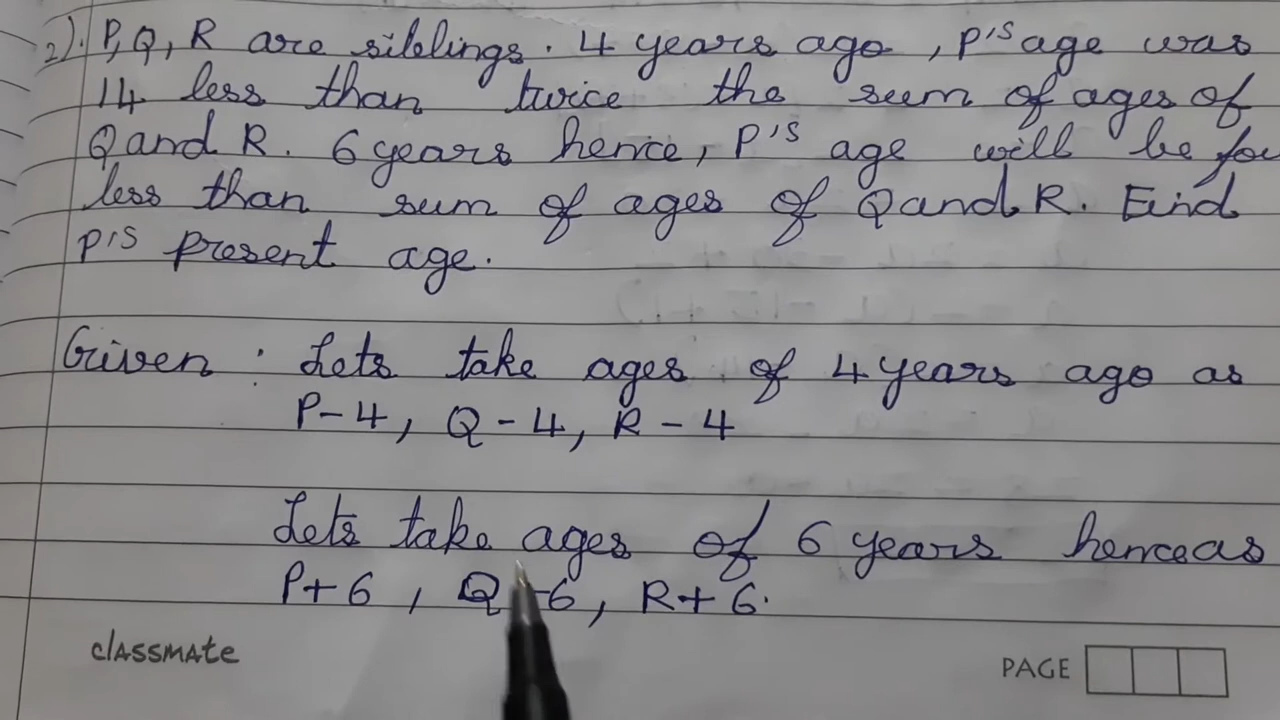 2). P, Q, R are siblings. 4 years ago, P's age was
14 less than twice the sum of ages of
Q and R. 6 years hence, P's age will be fou
less than sum of ages of Q and R. Find
P's present age.
Given : Lets take ages of 4 years ago as
P-4, Q-4, R-4
Lets take ages of 6 years hence as
P+6, Q 6, R+6.
classmate
PAGE